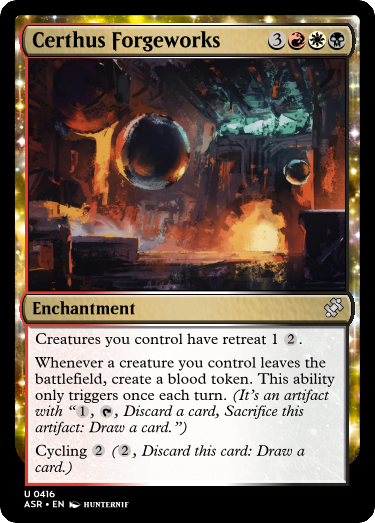 Certhus Forgeworks 3
Enchantment
Creatures you control have retreat 1 2 .
Whenever a creature you control leaves the
battlefield, create a blood token. This ability
only triggers once each turn. (It's an artifact
with “1, , Discard a card, Sacrifice this
artifact: Draw a card.”)
Cycling 2 (2, Discard this card: Draw a
card.)
U 0416
ASR • EN HUNTERNIF